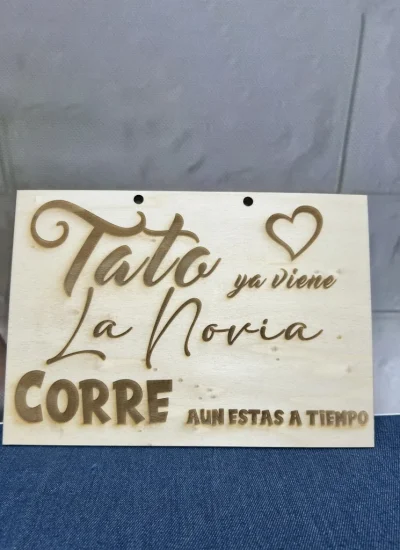 Tato ya viene
La Novia
CORRE AUN ESTAS A TIEMPO